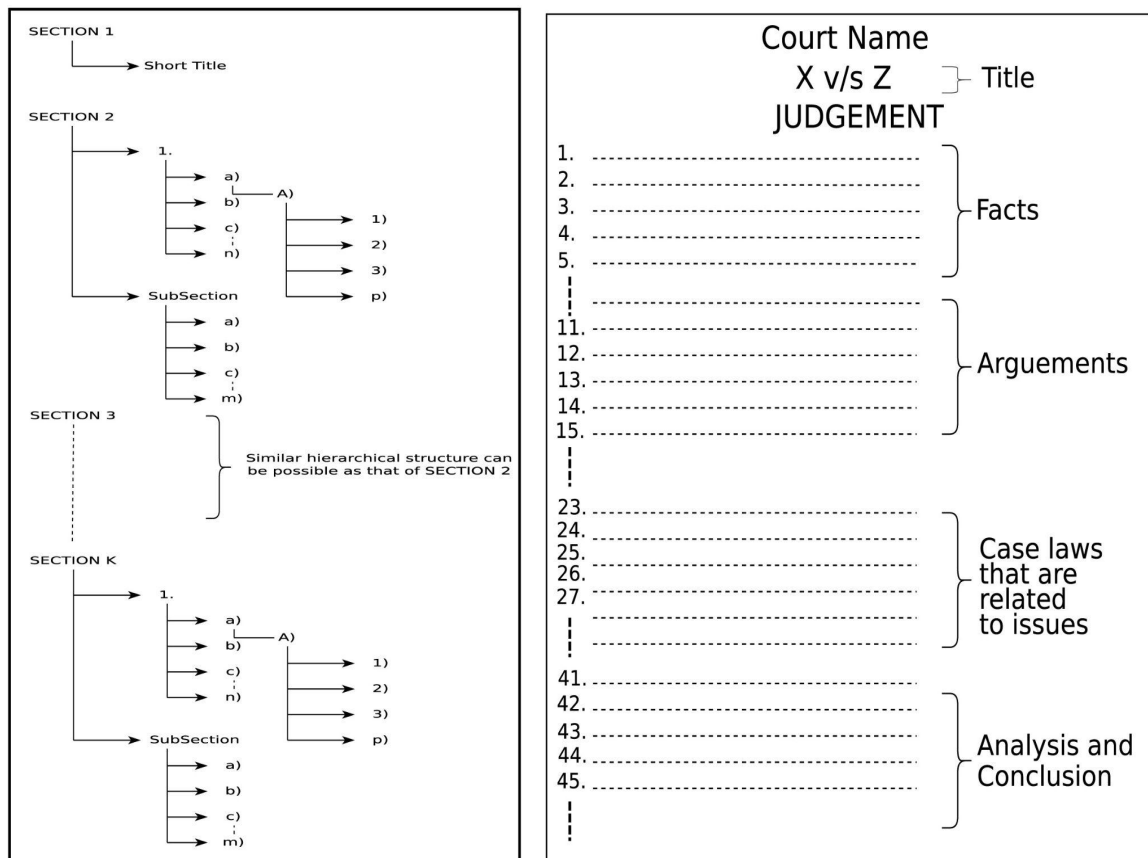 SECTION 1
Short Title
SECTION 2
1.
a)
A)
b)
1)
c)
2)
n)
3)
p)
SubSection
a)
b)
c)
m)
SECTION 3
Similar hierarchical structure can
be possible as that of SECTION 2
SECTION K
1.
a)
A)
b)
1)
c)
2)
n)
3)
p)
SubSection
a)
b)
c)
m)
Court Name
X v/s Z
Title
JUDGEMENT
1.
2.
3.
4.
5.
Facts
11.
12.
13.
14.
15.
Arguements
23.
24.
25.
26.
27.
Case laws
that are
related
to issues
41.
42.
43.
44.
45.
Analysis and
Conclusion